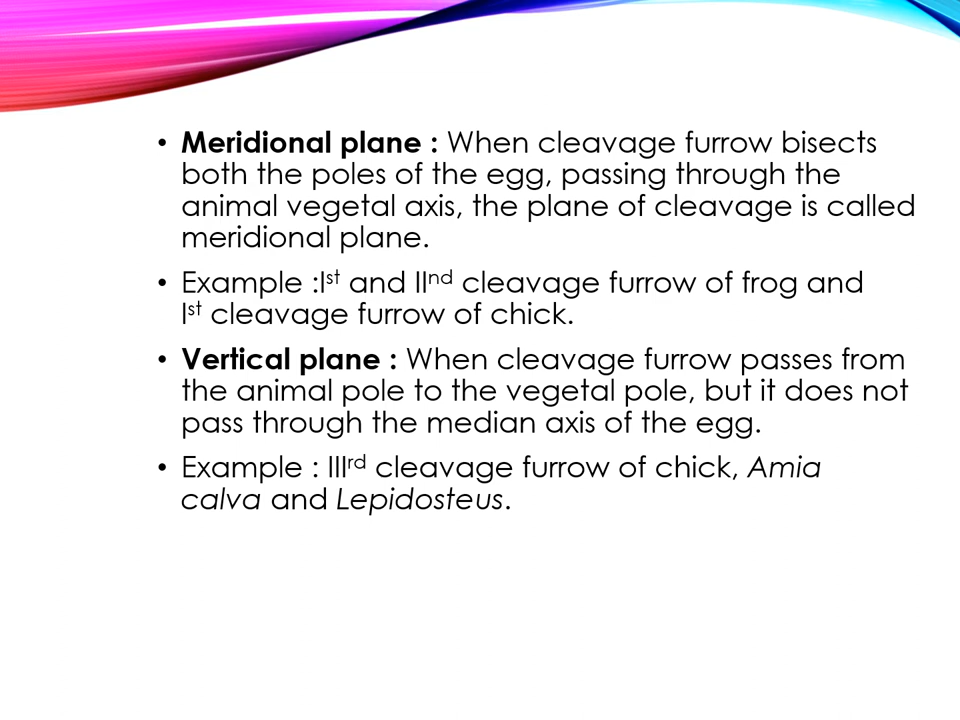 • Meridional plane : When cleavage furrow bisects
both the poles of the egg, passing through the
animal vegetal axis, the plane of cleavage is called
meridional plane.
• Example :Ist and IInd cleavage furrow of frog and
Ist cleavage furrow of chick.
• Vertical plane : When cleavage furrow passes from
the animal pole to the vegetal pole, but it does not
pass through the median axis of the egg.
• Example : IIIrd cleavage furrow of chick, Amia
calva and Lepidosteus.